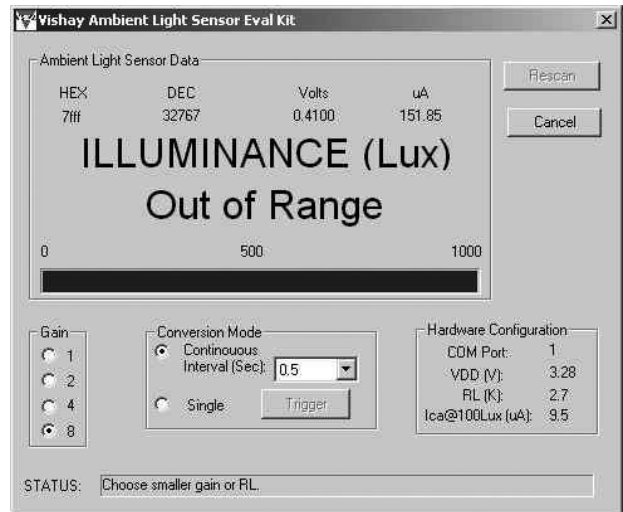 Vishay Ambient Light Sensor Eval Kit
Ambient Light Sensor Data
HEX DEC Volts uA
7fff 32767 0.4100 151.85
ILLUMINANCE (Lux)
Out of Range
0 500 1000
Rescan
Cancel
Gain
1
2
4
8
Conversion Mode
Continouous
Interval (Sec): 0.5
Single Trigger
Hardware Configuration
COM Port: 1
VDD (V): 3.28
RL (K): 2.7
Ica@100Lux (uA): 9.5
STATUS: Choose smaller gain or RL.